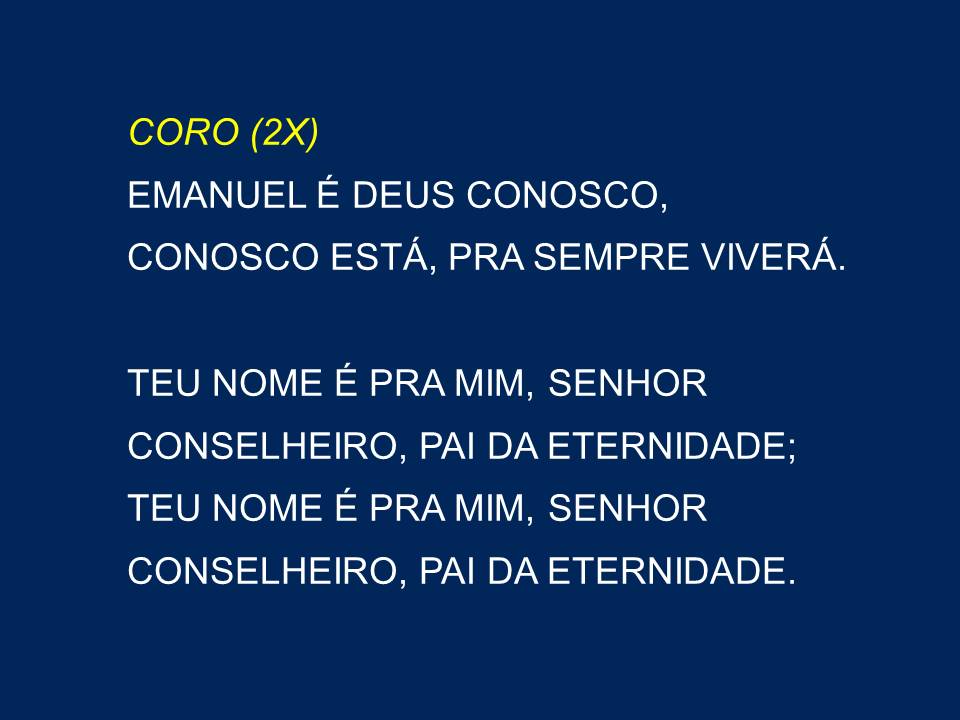 CORO (2X)
EMANUEL É DEUS CONOSCO,
CONOSCO ESTÁ, PRA SEMPRE VIVERÁ.
TEU NOME É PRA MIM, SENHOR
CONSELHEIRO, PAI DA ETERNIDADE;
TEU NOME É PRA MIM, SENHOR
CONSELHEIRO, PAI DA ETERNIDADE.